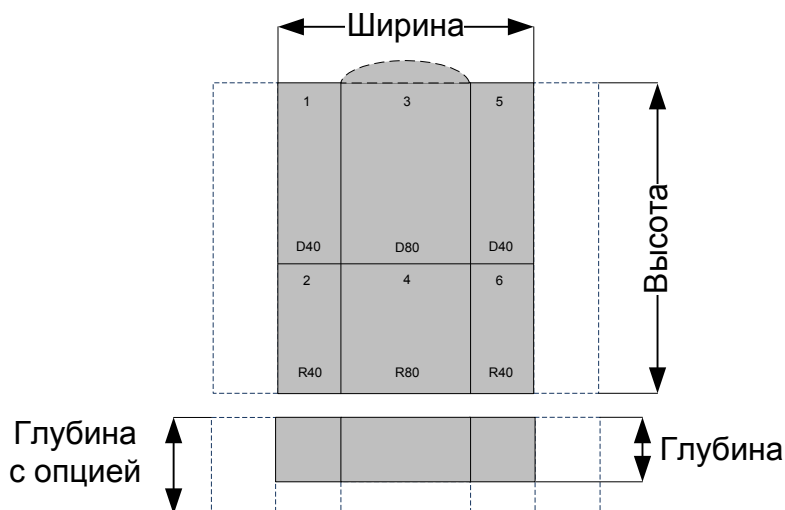 Ширина
1 3 5
D40 D80 D40
2 4 6
R40 R80 R40
Высота
Глубина
с опцией
Глубина